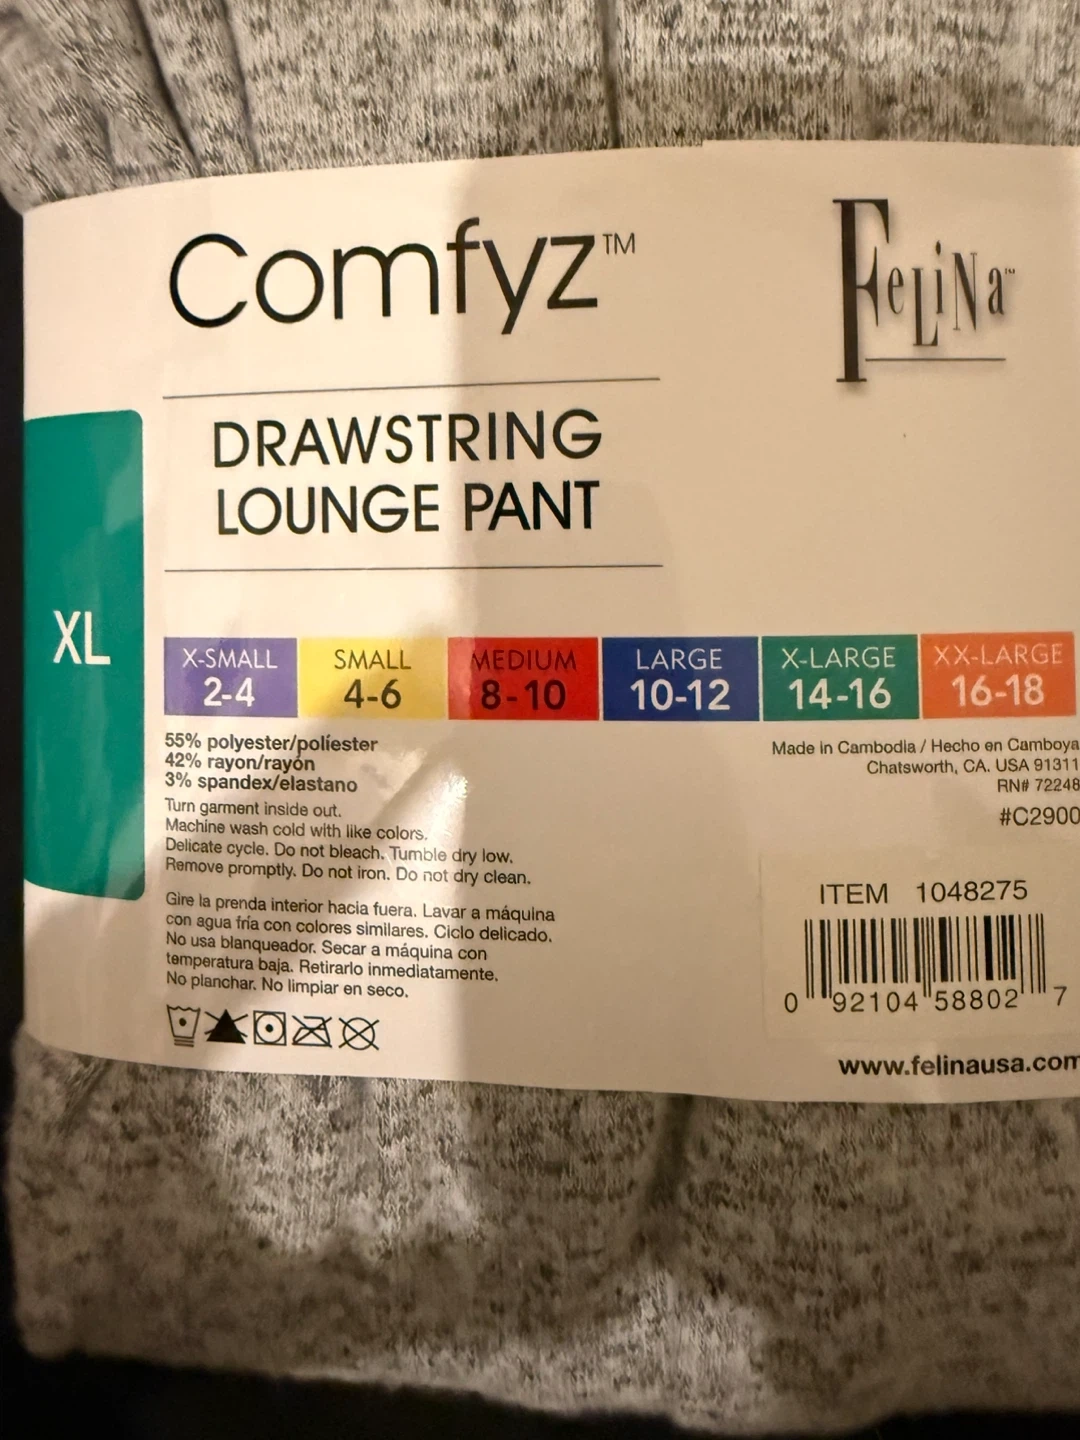 Comfyz™
FELINA™
DRAWSTRING
LOUNGE PANT
XL
X-SMALL
2-4
SMALL
4-6
MEDIUM
8-10
LARGE
10-12
X-LARGE
14-16
XX-LARGE
16-18
55% polyester/políester
42% rayon/rayón
3% spandex/elastano
Turn garment inside out.
Machine wash cold with like colors.
Delicate cycle. Do not bleach. Tumble dry low.
Remove promptly. Do not iron. Do not dry clean.
Gire la prenda interior hacia fuera. Lavar a máquina
con agua fría con colores similares. Ciclo delicado.
No usa blanqueador. Secar a máquina con
temperatura baja. Retirarlo inmediatamente.
No planchar. No limpiar en seco.
Made in Cambodia / Hecho en Camboya
Chatsworth, CA. USA 91311
RN# 72248
#C2900
ITEM 1048275
0 92104 58802 7
www.felinausa.com